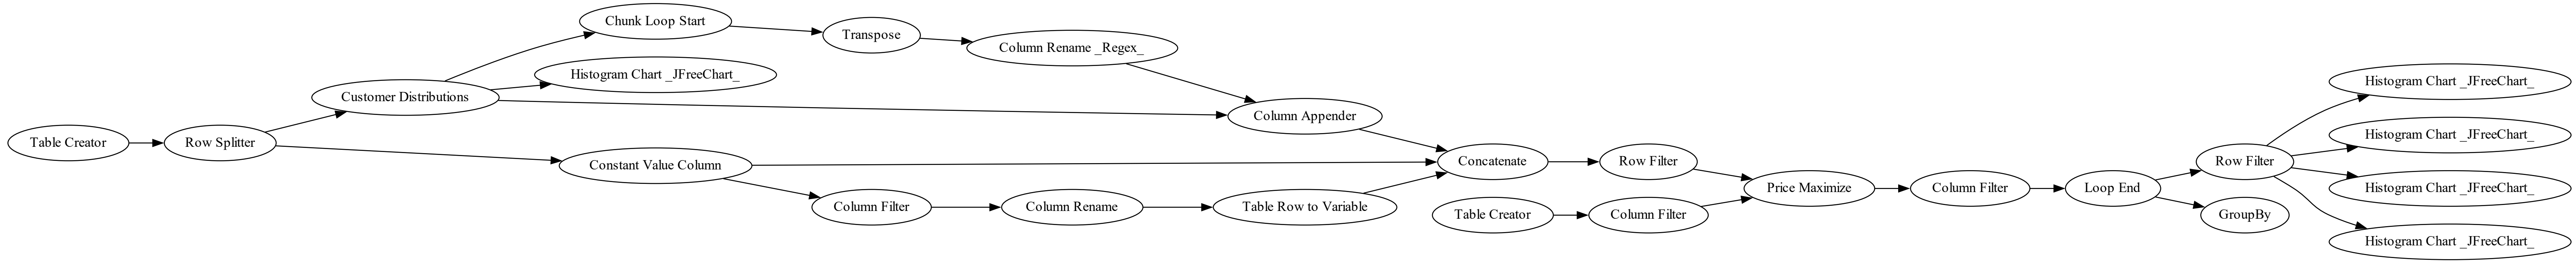 Table Creator
Row Splitter
Customer Distributions
Chunk Loop Start
Histogram Chart _JFreeChart_
Transpose
Column Rename _Regex_
Column Appender
Constant Value Column
Column Filter
Column Rename
Table Row to Variable
Concatenate
Row Filter
Table Creator
Column Filter
Price Maximize
Column Filter
Loop End
Row Filter
GroupBy
Histogram Chart _JFreeChart_
Histogram Chart _JFreeChart_
Histogram Chart _JFreeChart_
Histogram Chart _JFreeChart_